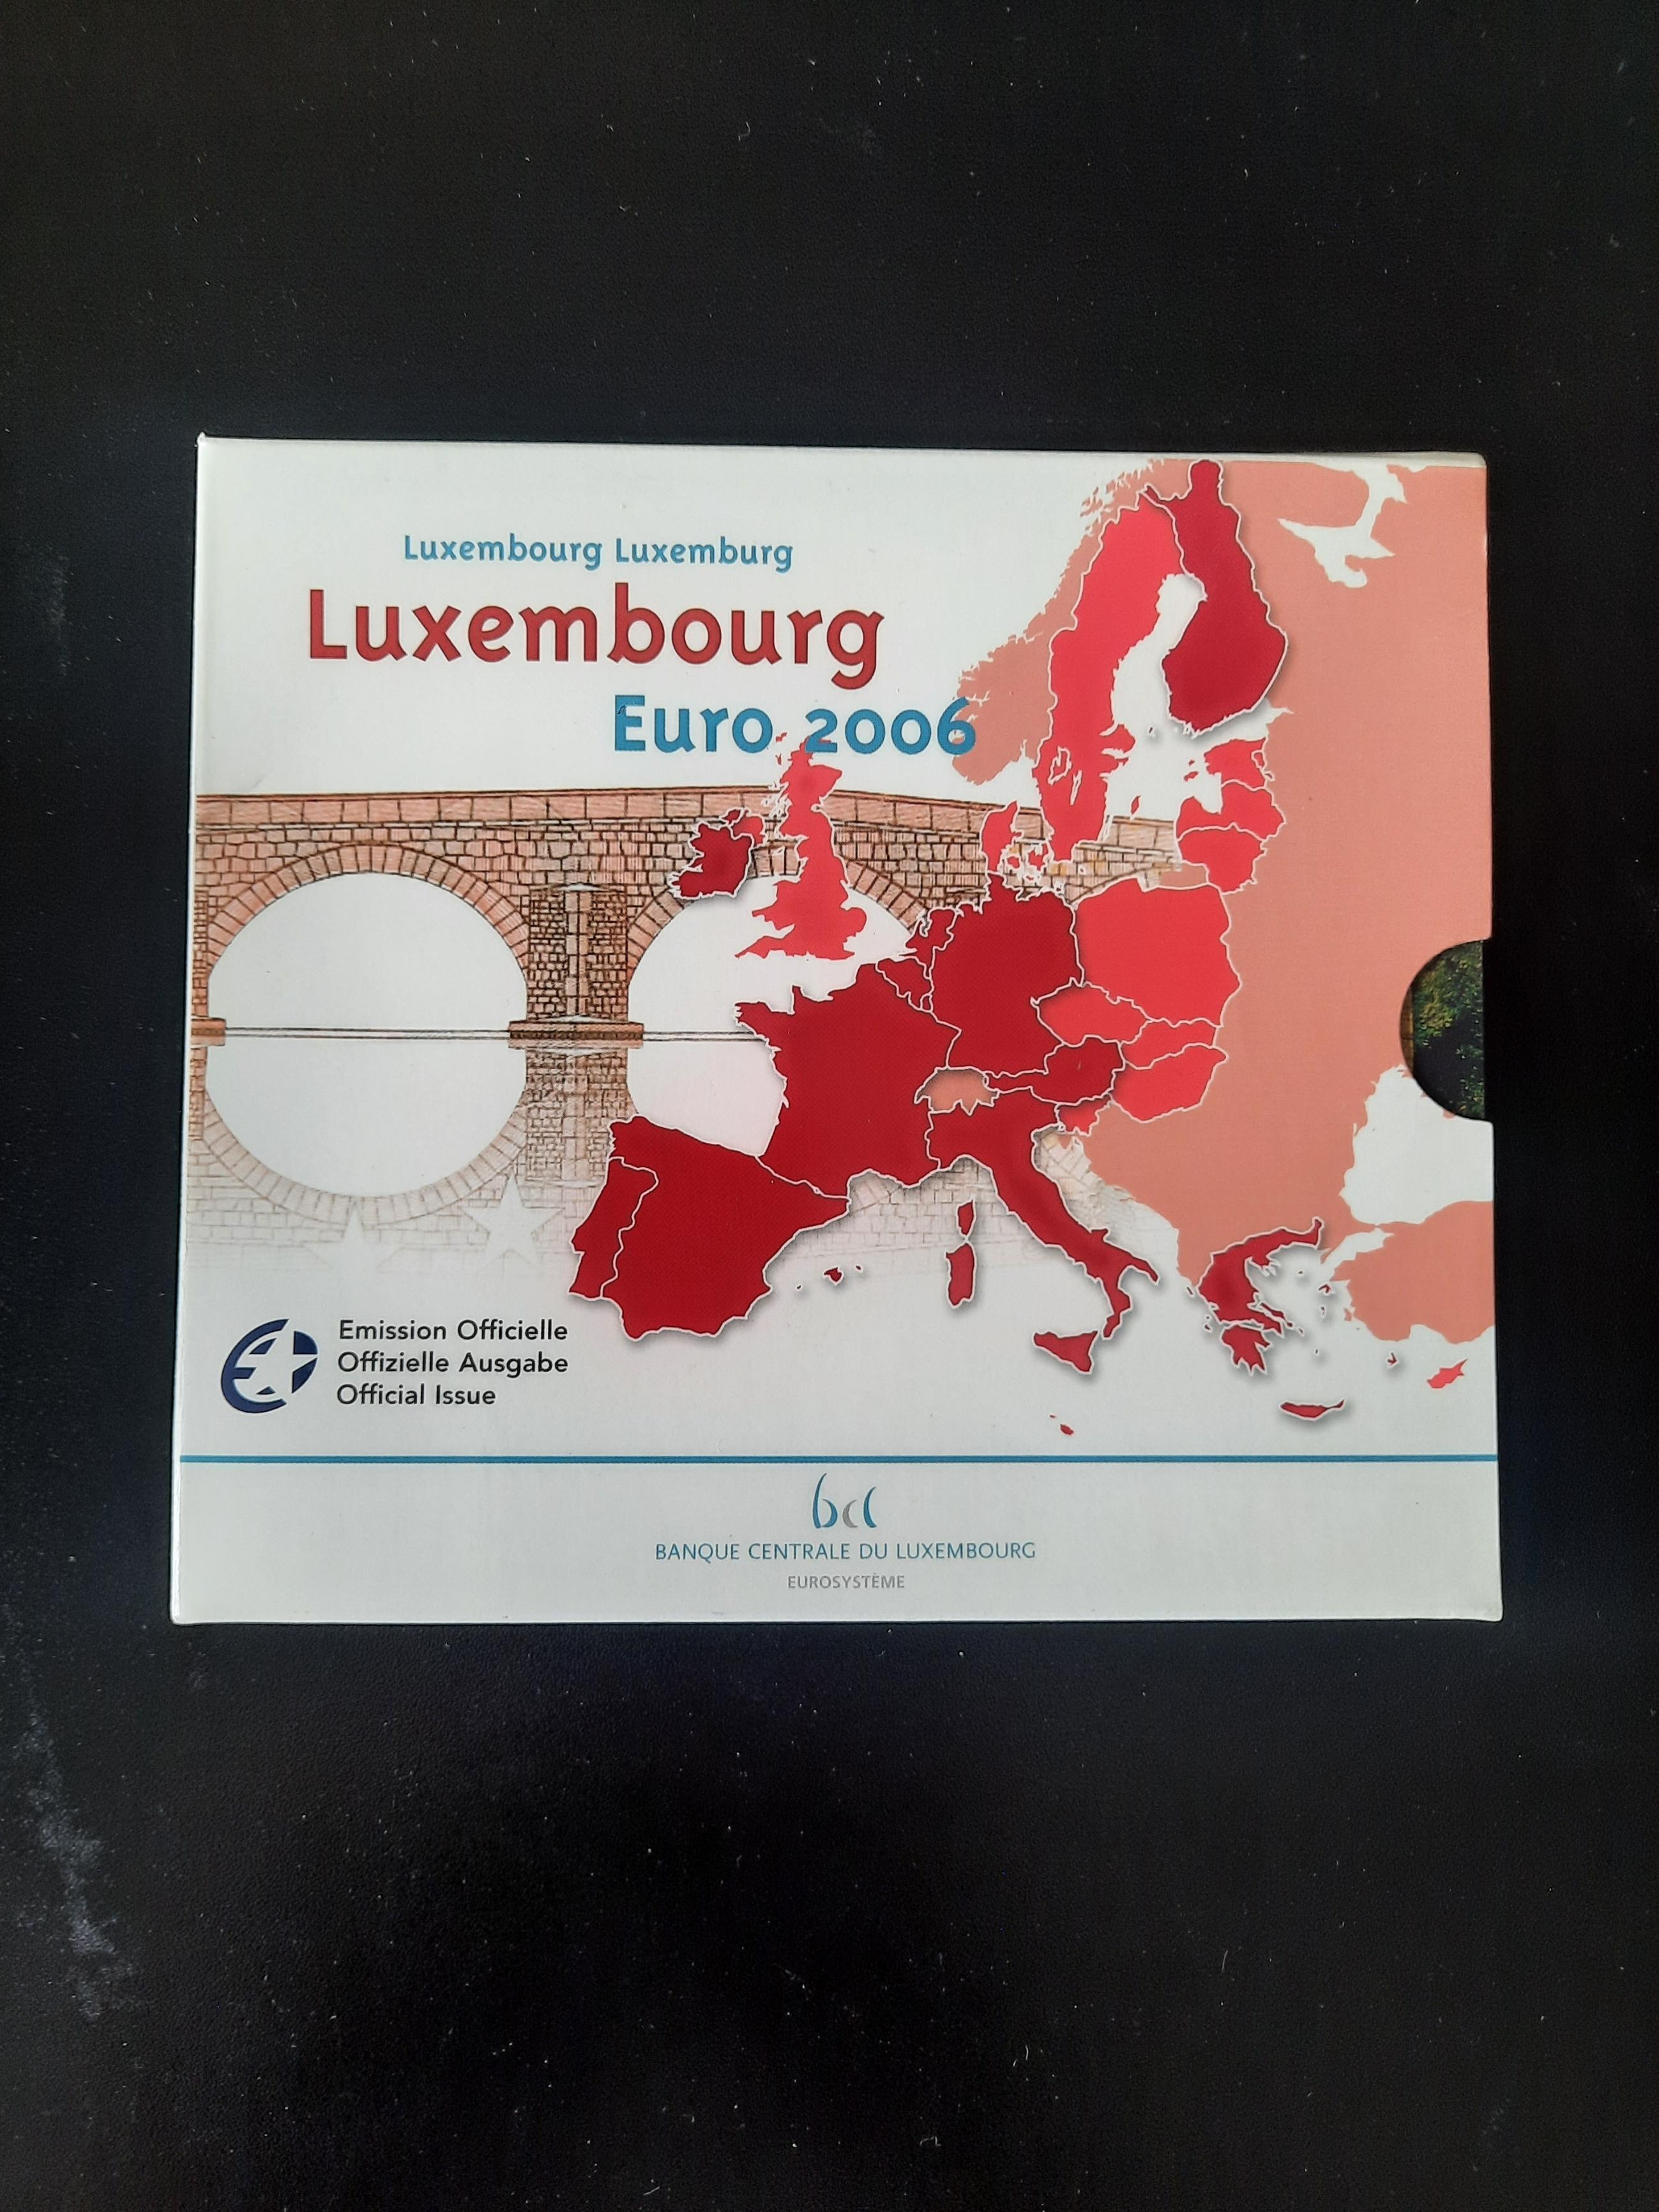 Luxembourg Luxemburg
Luxembourg
Euro 2006
Emission Officielle
Offizielle Ausgabe
Official Issue
bcl
BANQUE CENTRALE DU LUXEMBOURG
EUROSYSTÈME